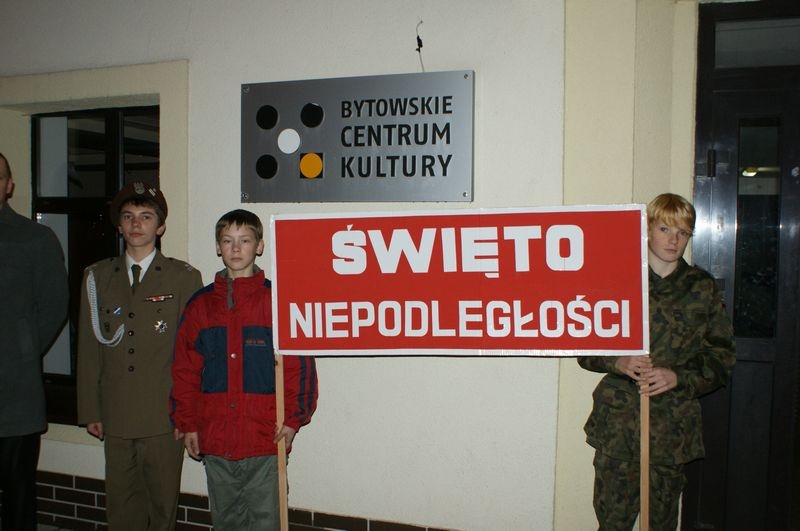 BYTOWSKIE
CENTRUM
KULTURY
ŚWIĘTO
NIEPODLEGŁOŚCI